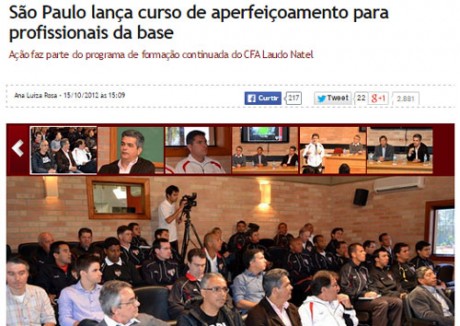 São Paulo lança curso de aperfeiçoamento para
profissionais da base
Ação faz parte do programa de formação continuada do CFA Laudo Natel
Ana Luiza Rosa - 15/10/2012 às 15:09
Curtir 217 Tweet 22 +1 2.881